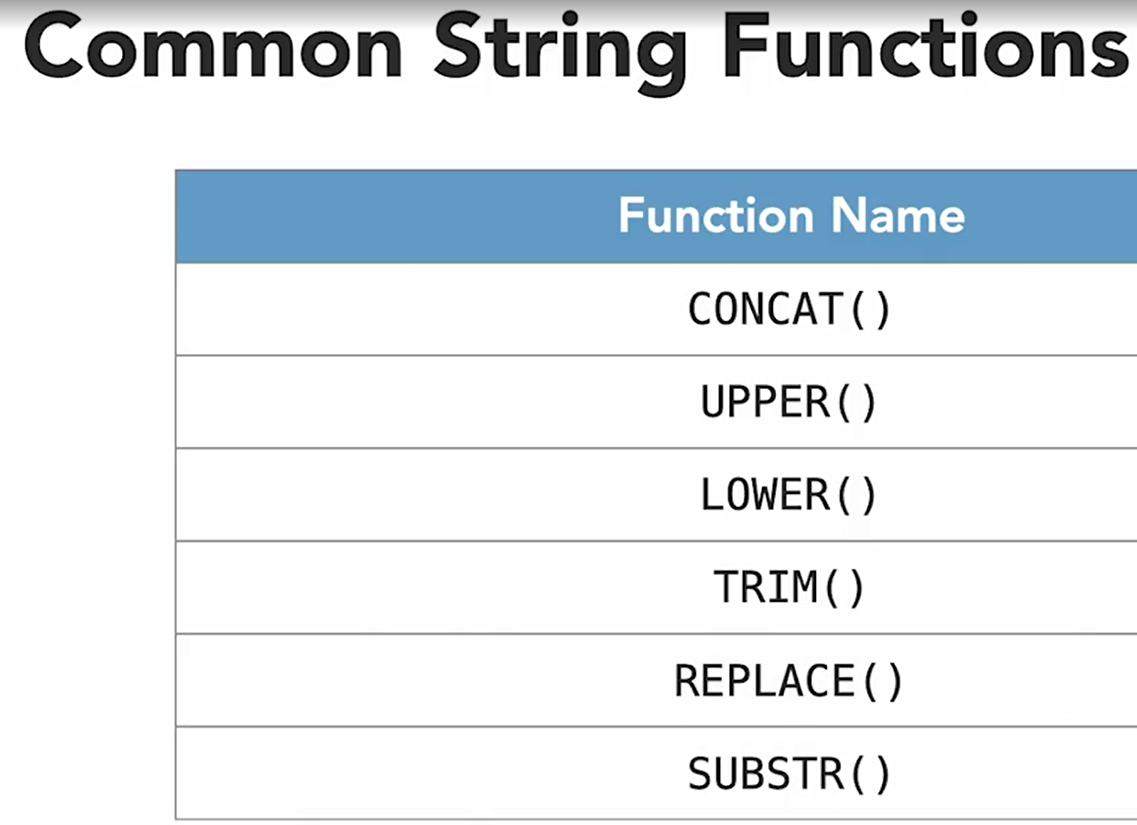 Common String Functions
Function Name
CONCAT()
UPPER()
LOWER()
TRIM()
REPLACE()
SUBSTR()